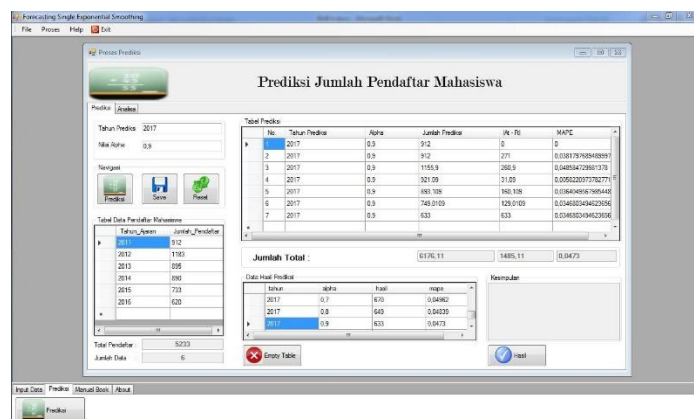 Forecasting Single Exponential Smoothing
File Proses Help Exit
Proses Prediksi
Prediksi Jumlah Pendaftar Mahasiswa
Prediksi Analisa
Tahun Prediksi 2017
Nilai Alpha 0,9
Navigasi
Prediksi Save Reset
Tabel Data Pendaftar Mahasiswa
Tahun_Ajaran Jumlah_Pendaftar
2011 912
2012 1183
2013 895
2014 890
2015 733
2016 620
Total Pendaftar : 5233
Jumlah Data : 6
Tabel Prediksi
No. Tahun Prediksi Alpha Jumlah Prediksi |At - Ft| MAPE
1 2017 0,9 912 0 0
2 2017 0,9 912 271 0,0381797689489997
3 2017 0,9 1155,9 260,9
4 2017 0,9 921,09 31,09
5 2017 0,9 893,109 160,109
6 2017 0,9 749,0109 129,0109 0,0346803494623656
7 2017 0,9 633 633 0,0346803494623656
Jumlah Total : 6176,11 1485,11 0,0473
Data Hasil Prediksi
tahun alpha hasil mape
2017 0,7 670 0,04962
2017 0,8 649 0,04839
2017 0,9 633 0,0473
Empty Table
Kesimpulan
Hasil
Input Data Prediksi Manual Book About
Prediksi